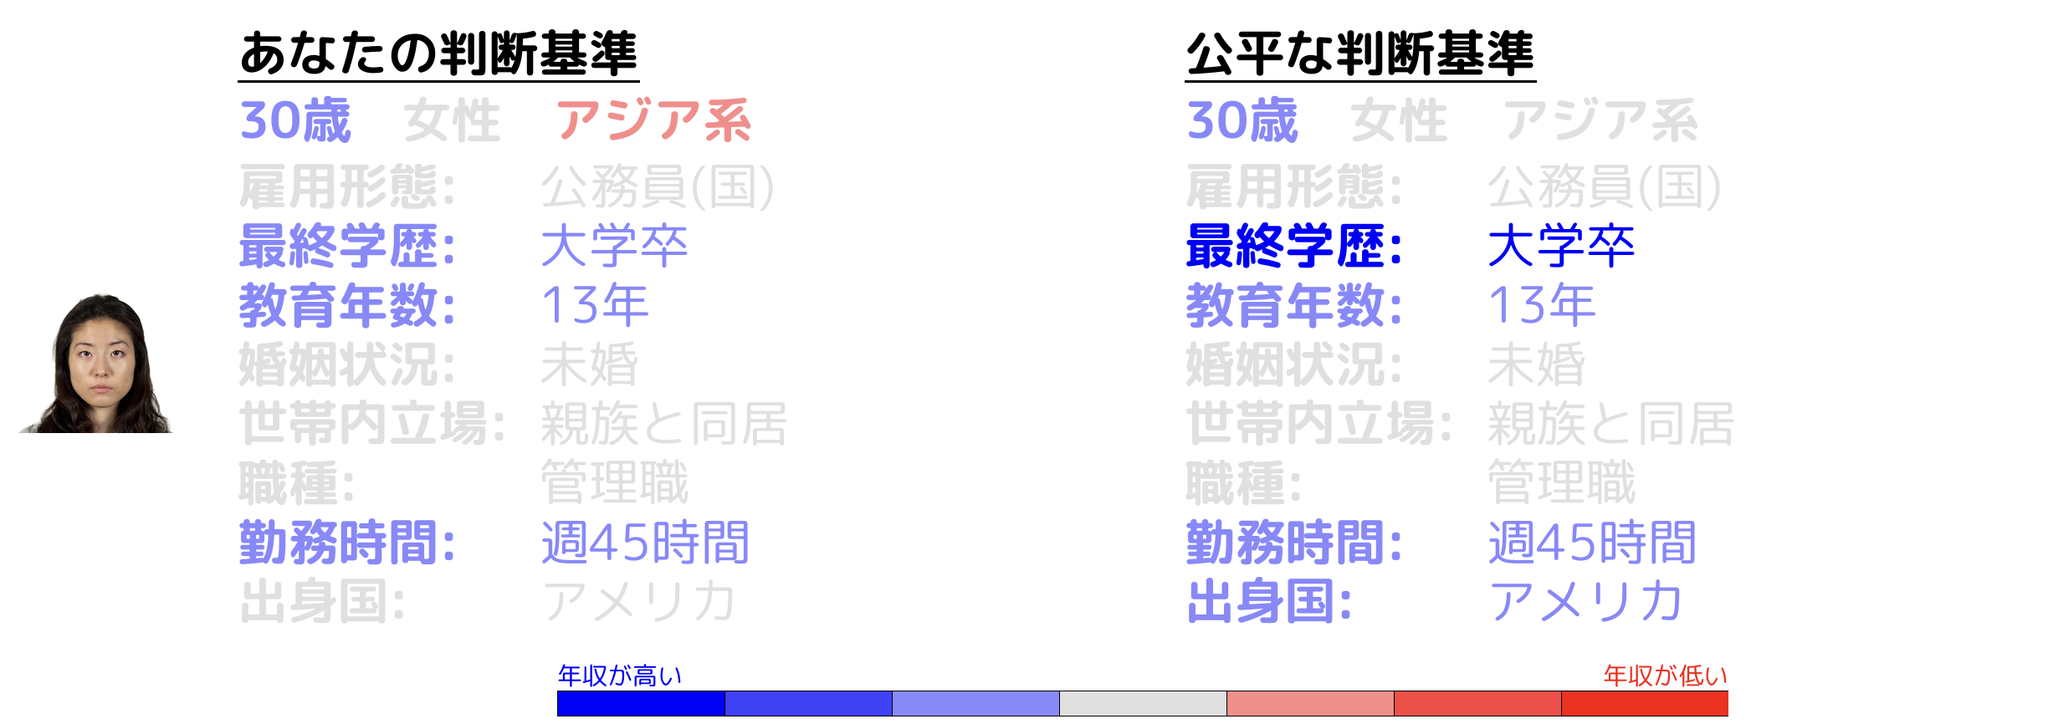 あなたの判断基準
30歳 女性 アジア系
雇用形態: 公務員(国)
最終学歴: 大学卒
教育年数: 13年
婚姻状況: 未婚
世帯内立場: 親族と同居
職種: 管理職
勤務時間: 週45時間
出身国: アメリカ
公平な判断基準
30歳 女性 アジア系
雇用形態: 公務員(国)
最終学歴: 大学卒
教育年数: 13年
婚姻状況: 未婚
世帯内立場: 親族と同居
職種: 管理職
勤務時間: 週45時間
出身国: アメリカ
年収が高い
年収が低い